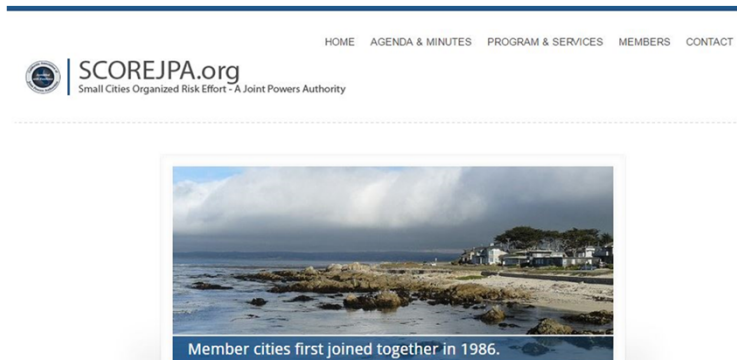 HOME AGENDA & MINUTES PROGRAM & SERVICES MEMBERS CONTACT
SCOREJPA.org
Small Cities Organized Risk Effort - A Joint Powers Authority
Member cities first joined together in 1986.